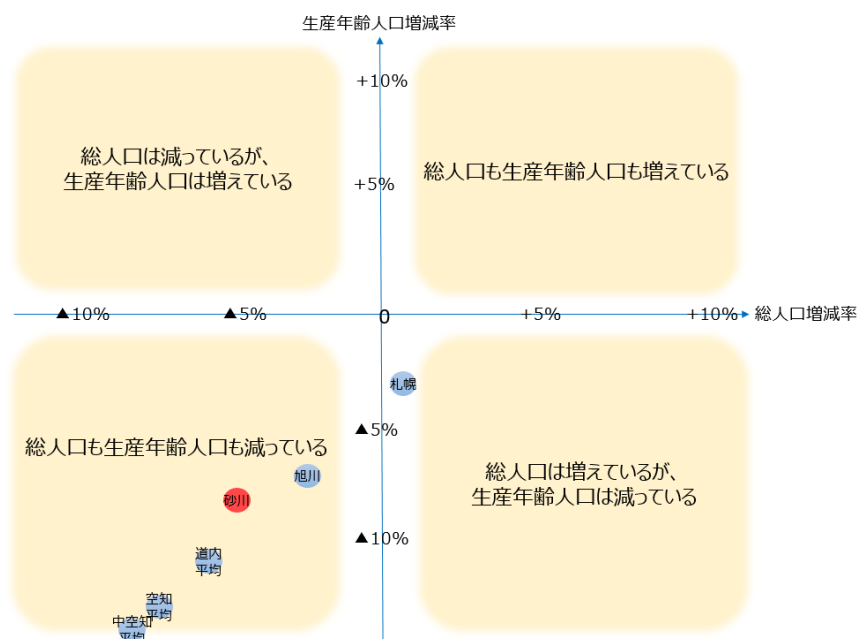 生産年齢人口増減率
+10%
総人口は減っているが、
生産年齢人口は増えている
総人口も生産年齢人口も増えている
+5%
▲10%
▲5%
0
+5%
+10%
総人口増減率
札幌
▲5%
総人口も生産年齢人口も減っている
旭川
総人口は増えているが、
生産年齢人口は減っている
砂川
▲10%
道内
平均
空知
平均
中空知
平均